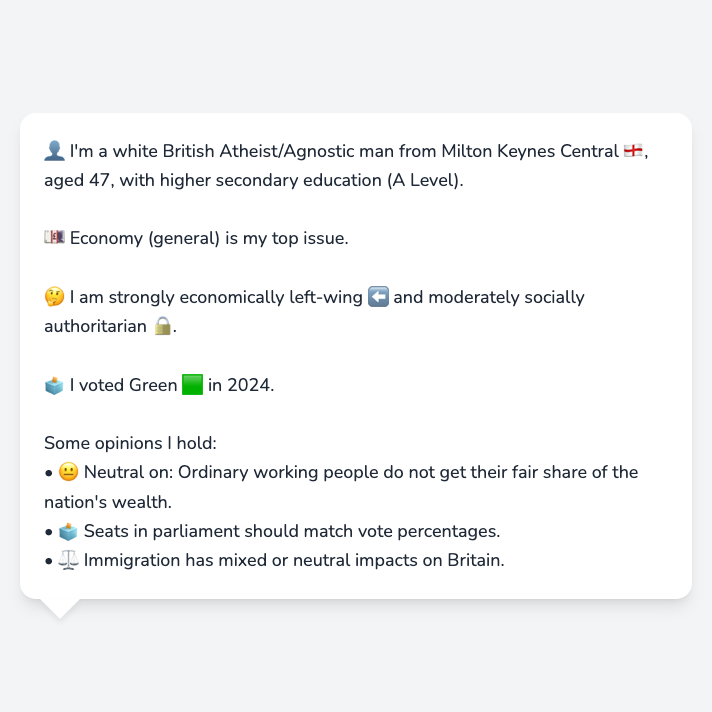 👤 I'm a white British Atheist/Agnostic man from Milton Keynes Central 🏴󠁧󠁢󠁥󠁮󠁧󠁿,
aged 47, with higher secondary education (A Level).
💷 Economy (general) is my top issue.
🤔 I am strongly economically left-wing ⬅️ and moderately socially
authoritarian 🔒.
🗳️ I voted Green 🟩 in 2024.
Some opinions I hold:
• 😐 Neutral on: Ordinary working people do not get their fair share of the
nation's wealth.
• 🗳️ Seats in parliament should match vote percentages.
• ⚖️ Immigration has mixed or neutral impacts on Britain.